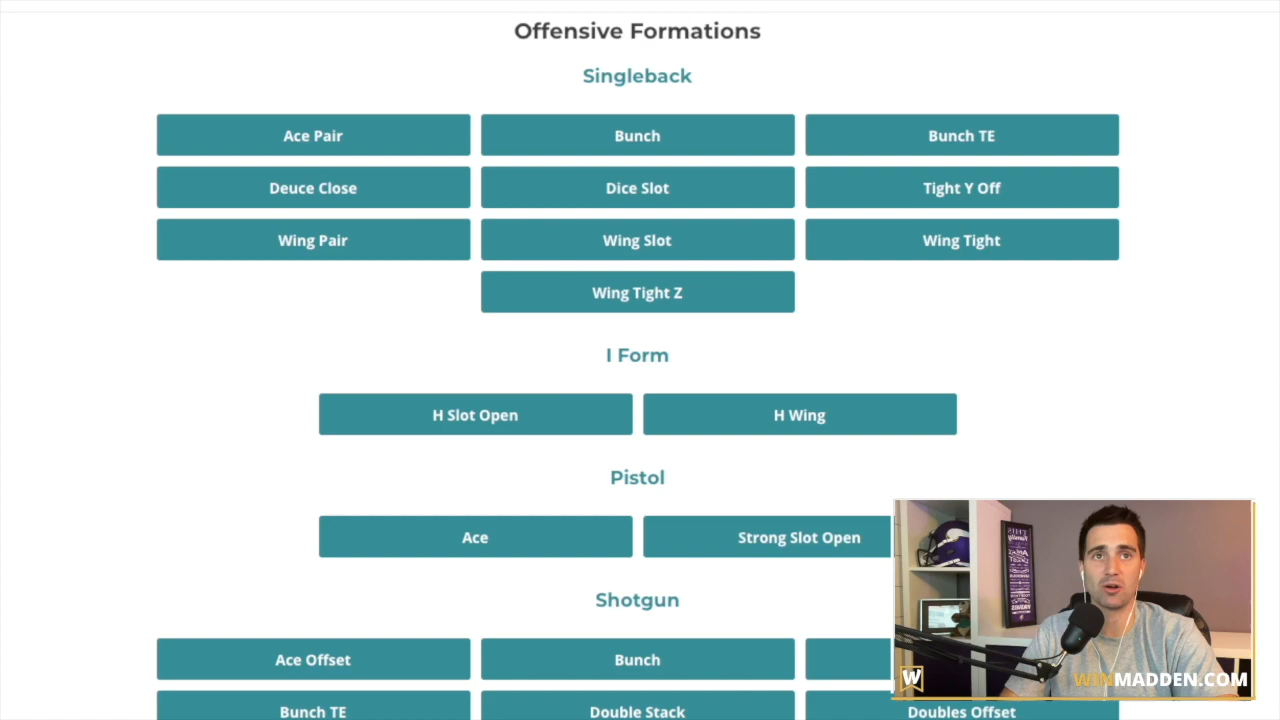 Offensive Formations
Singleback
Ace Pair
Bunch
Bunch TE
Deuce Close
Dice Slot
Tight Y Off
Wing Pair
Wing Slot
Wing Tight
Wing Tight Z
I Form
H Slot Open
H Wing
Pistol
Ace
Strong Slot Open
Shotgun
Ace Offset
Bunch
Bunch TE
Double Stack
Doubles Offset
W
WINMADDEN.COM